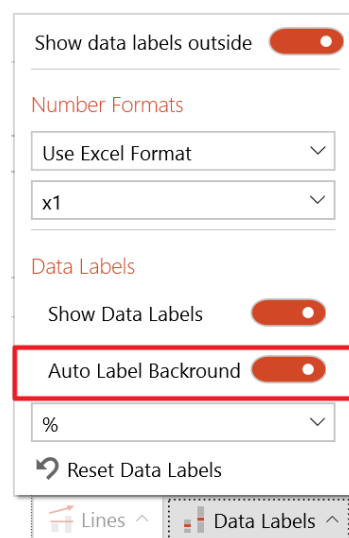 Show data labels outside
Number Formats
Use Excel Format
x1
Data Labels
Show Data Labels
Auto Label Backround
%
Reset Data Labels
Lines Data Labels